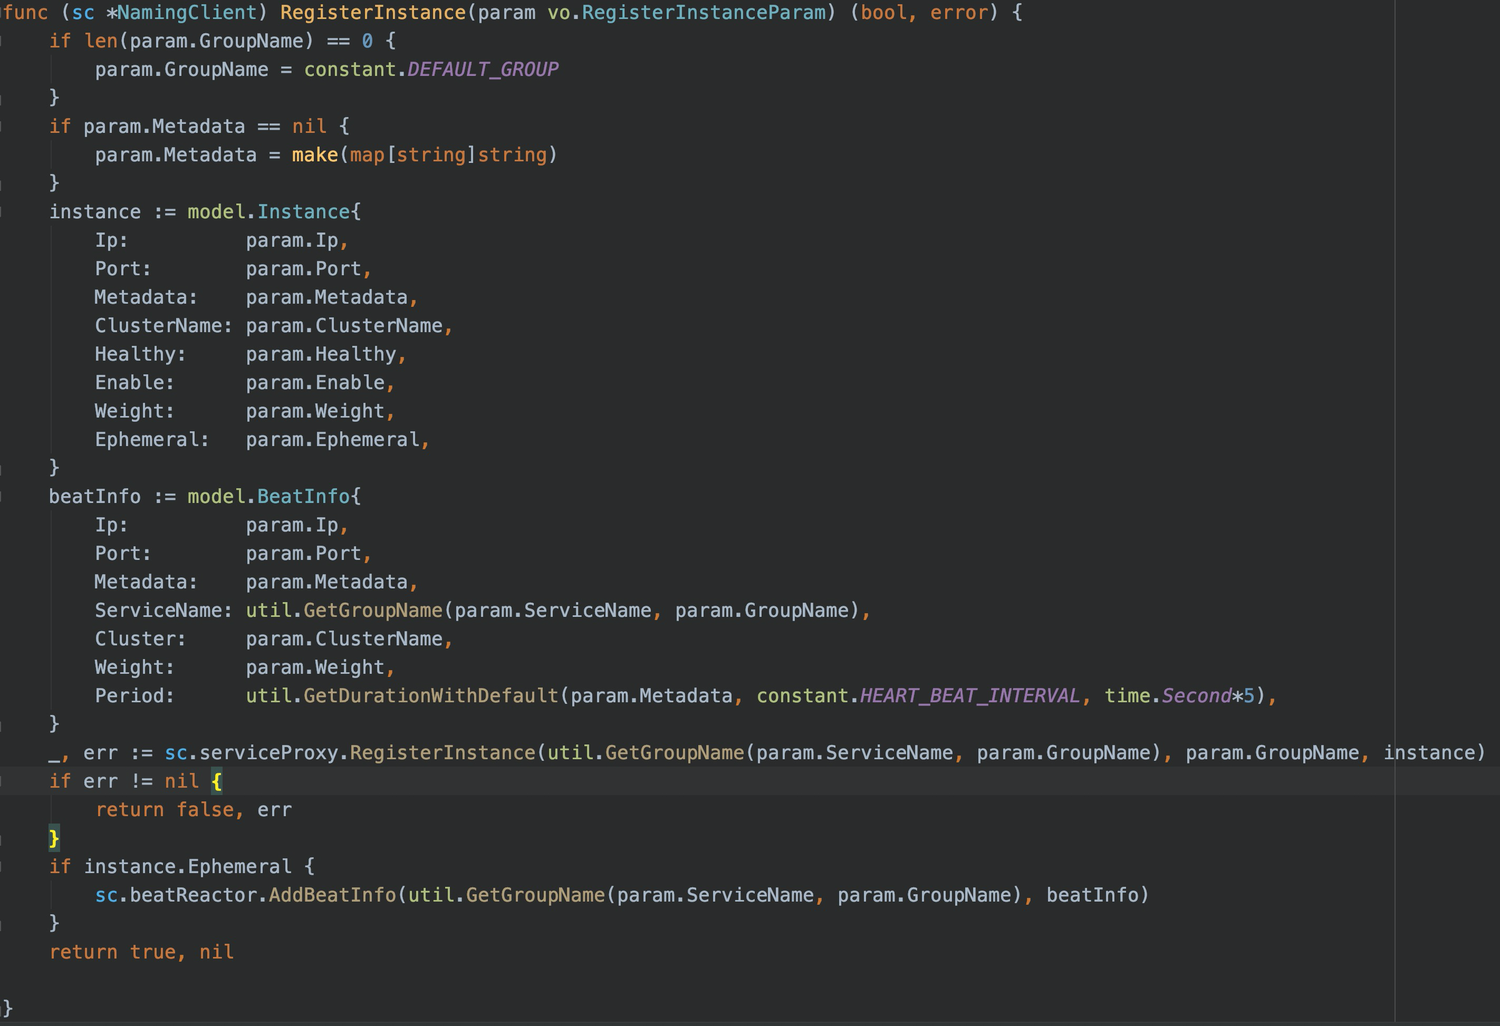 func (sc *NamingClient) RegisterInstance(param vo.RegisterInstanceParam) (bool, error) {
    if len(param.GroupName) == 0 {
        param.GroupName = constant.DEFAULT_GROUP
    }
    if param.Metadata == nil {
        param.Metadata = make(map[string]string)
    }
    instance := model.Instance{
        Ip:          param.Ip,
        Port:        param.Port,
        Metadata:    param.Metadata,
        ClusterName: param.ClusterName,
        Healthy:     param.Healthy,
        Enable:      param.Enable,
        Weight:      param.Weight,
        Ephemeral:   param.Ephemeral,
    }
    beatInfo := model.BeatInfo{
        Ip:          param.Ip,
        Port:        param.Port,
        Metadata:    param.Metadata,
        ServiceName: util.GetGroupName(param.ServiceName, param.GroupName),
        Cluster:     param.ClusterName,
        Weight:      param.Weight,
        Period:      util.GetDurationWithDefault(param.Metadata, constant.HEART_BEAT_INTERVAL, time.Second*5),
    }
    _, err := sc.serviceProxy.RegisterInstance(util.GetGroupName(param.ServiceName, param.GroupName), param.GroupName, instance)
    if err != nil {
        return false, err
    }
    if instance.Ephemeral {
        sc.beatReactor.AddBeatInfo(util.GetGroupName(param.ServiceName, param.GroupName), beatInfo)
    }
    return true, nil

}